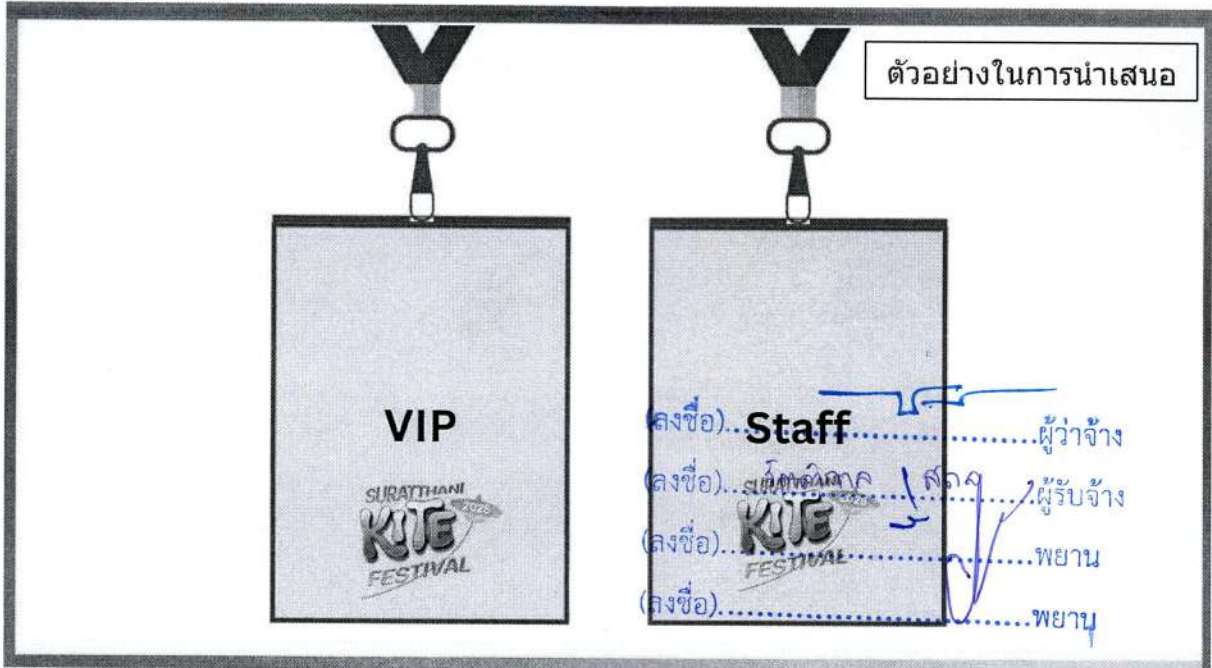 ตัวอย่างในการนำเสนอ
VIP
SURATTHANI
KITE
2025
FESTIVAL
Staff
SURATTHANI
KITE
2025
FESTIVAL
(ลงชื่อ)....................ผู้ว่าจ้าง
(ลงชื่อ)....................ผู้รับจ้าง
(ลงชื่อ)....................พยาน
(ลงชื่อ)....................พยาน